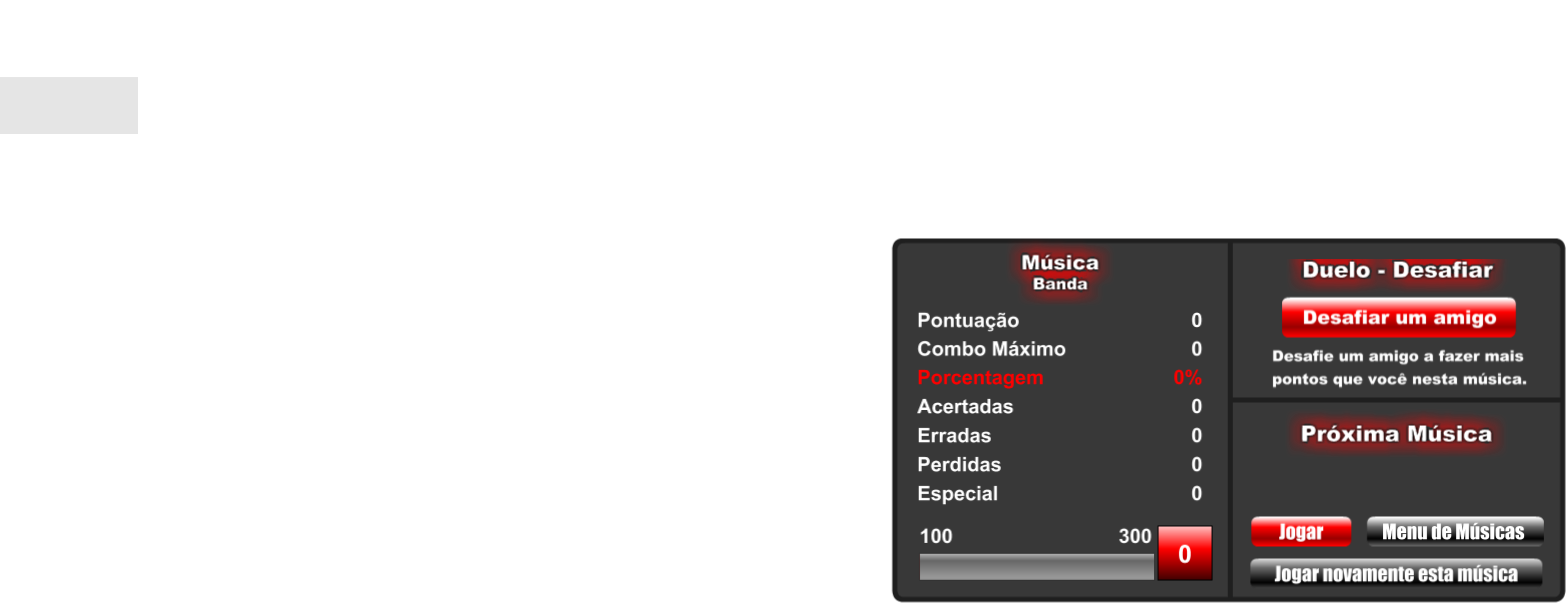 Música
Banda
Pontuação 0
Combo Máximo 0
Porcentagem 0%
Acertadas 0
Erradas 0
Perdidas 0
Especial 0
100 300
0
Duelo - Desafiar
Desafiar um amigo
Desafie um amigo a fazer mais
pontos que você nesta música.
Próxima Música
Jogar Menu de Músicas
Jogar novamente esta música